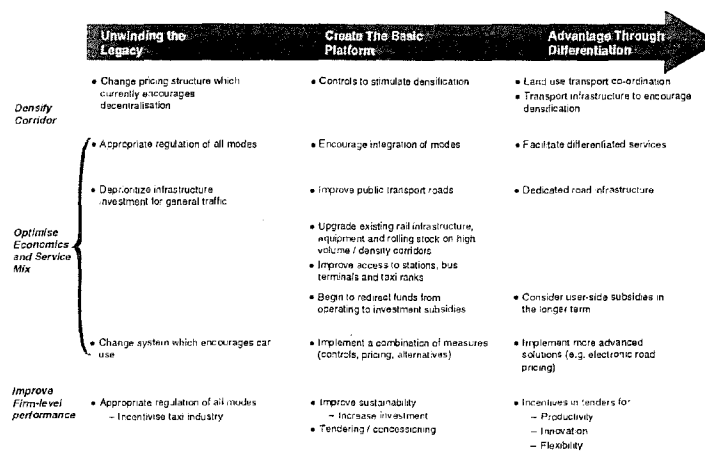 Unwinding the
Legacy
Create The Basic
Platform
Advantage Through
Differentiation
Densify
Corridor
• Change pricing structure which
currently encourages
decentralisation
• Controls to stimulate densification
• Land use transport co-ordination
• Transport infrastructure to encourage
densification
Optimise
Economics
and Service
Mix
• Appropriate regulation of all modes
• Encourage integration of modes
• Facilitate differentiated services
• Deprioritize infrastructure
investment for general traffic
• Improve public transport roads
• Dedicated road infrastructure
• Upgrade existing rail infrastructure,
equipment and rolling stock on high
volume / density corridors
• Improve access to stations, bus
terminals and taxi ranks
• Begin to redirect funds from
operating to investment subsidies
• Consider user-side subsidies in
the longer term
• Change system which encourages car
use
• Implement a combination of measures
(controls, pricing, alternatives)
• Implement more advanced
solutions (e.g. electronic road
pricing)
Improve
Firm-level
performance
• Appropriate regulation of all modes
– Incentivise taxi industry
• Improve sustainability
– Increase investment
• Tendering / concessioning
• Incentives in tenders for
– Productivity
– Innovation
– Flexibility